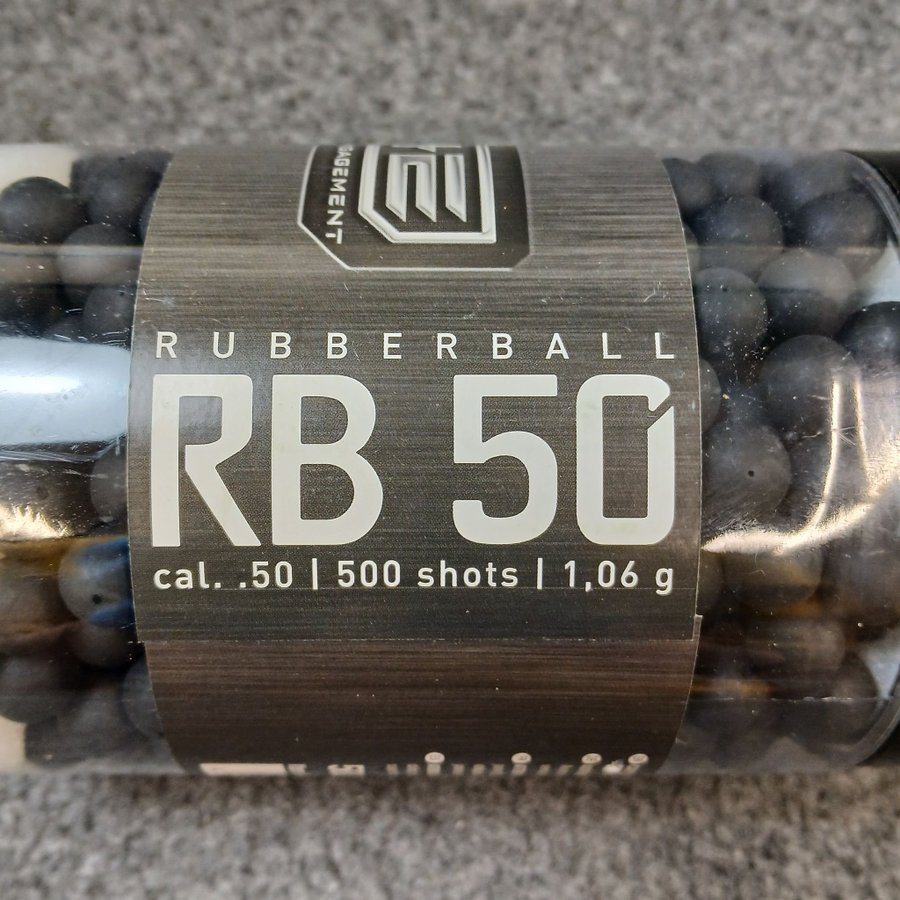 RUBBERBALL
RB 50
cal. .50 | 500 shots | 1,06 g